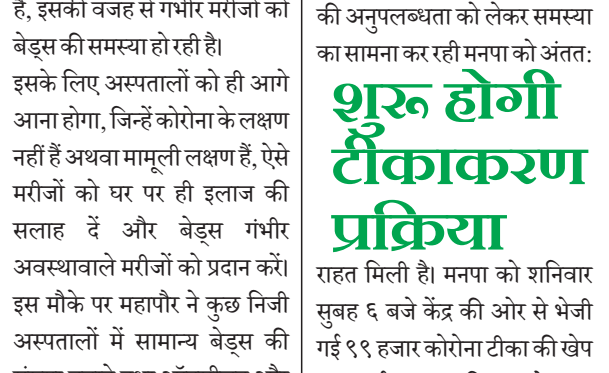 है, इसकी वजह से गंभीर मरीजों को
बेड्स की समस्या हो रही है।
इसके लिए अस्पतालों को ही आगे
आना होगा, जिन्हें कोरोना के लक्षण
नहीं हैं अथवा मामूली लक्षण हैं, ऐसे
मरीजों को घर पर ही इलाज की
सलाह दें और बेड्स गंभीर
अवस्थावाले मरीजों को प्रदान करें।
इस मौके पर महापौर ने कुछ निजी
अस्पतालों में सामान्य बेड्स की
की अनुपलब्धता को लेकर समस्या
का सामना कर रही मनपा को अंतत:
शुरू होगी
टीकाकरण
प्रक्रिया
राहत मिली है। मनपा को शनिवार
सुबह ६ बजे केंद्र की ओर से भेजी
गई ९९ हजार कोरोना टीका की खेप